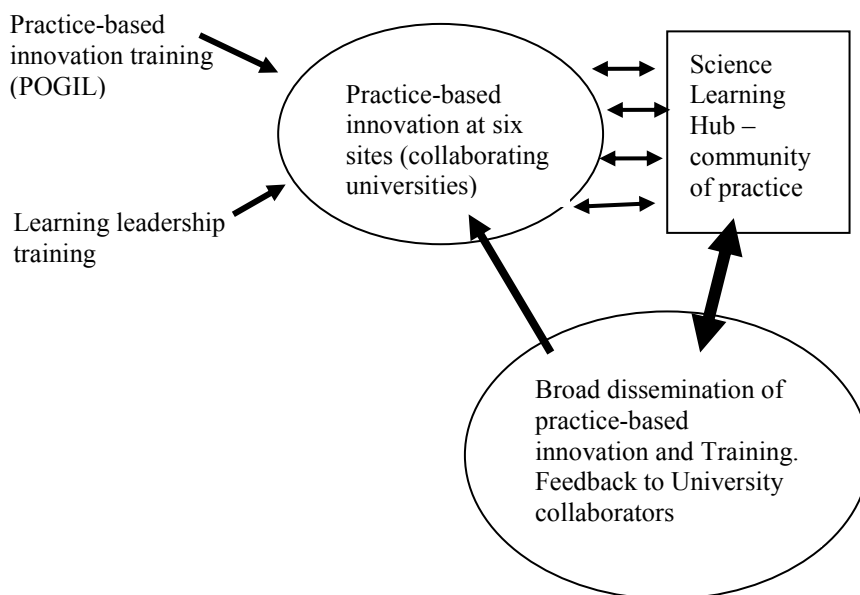 Practice-based
innovation training
(POGIL)
Learning leadership
training
Practice-based
innovation at six
sites (collaborating
universities)
Science
Learning
Hub –
community
of practice
Broad dissemination of
practice-based
innovation and Training.
Feedback to University
collaborators